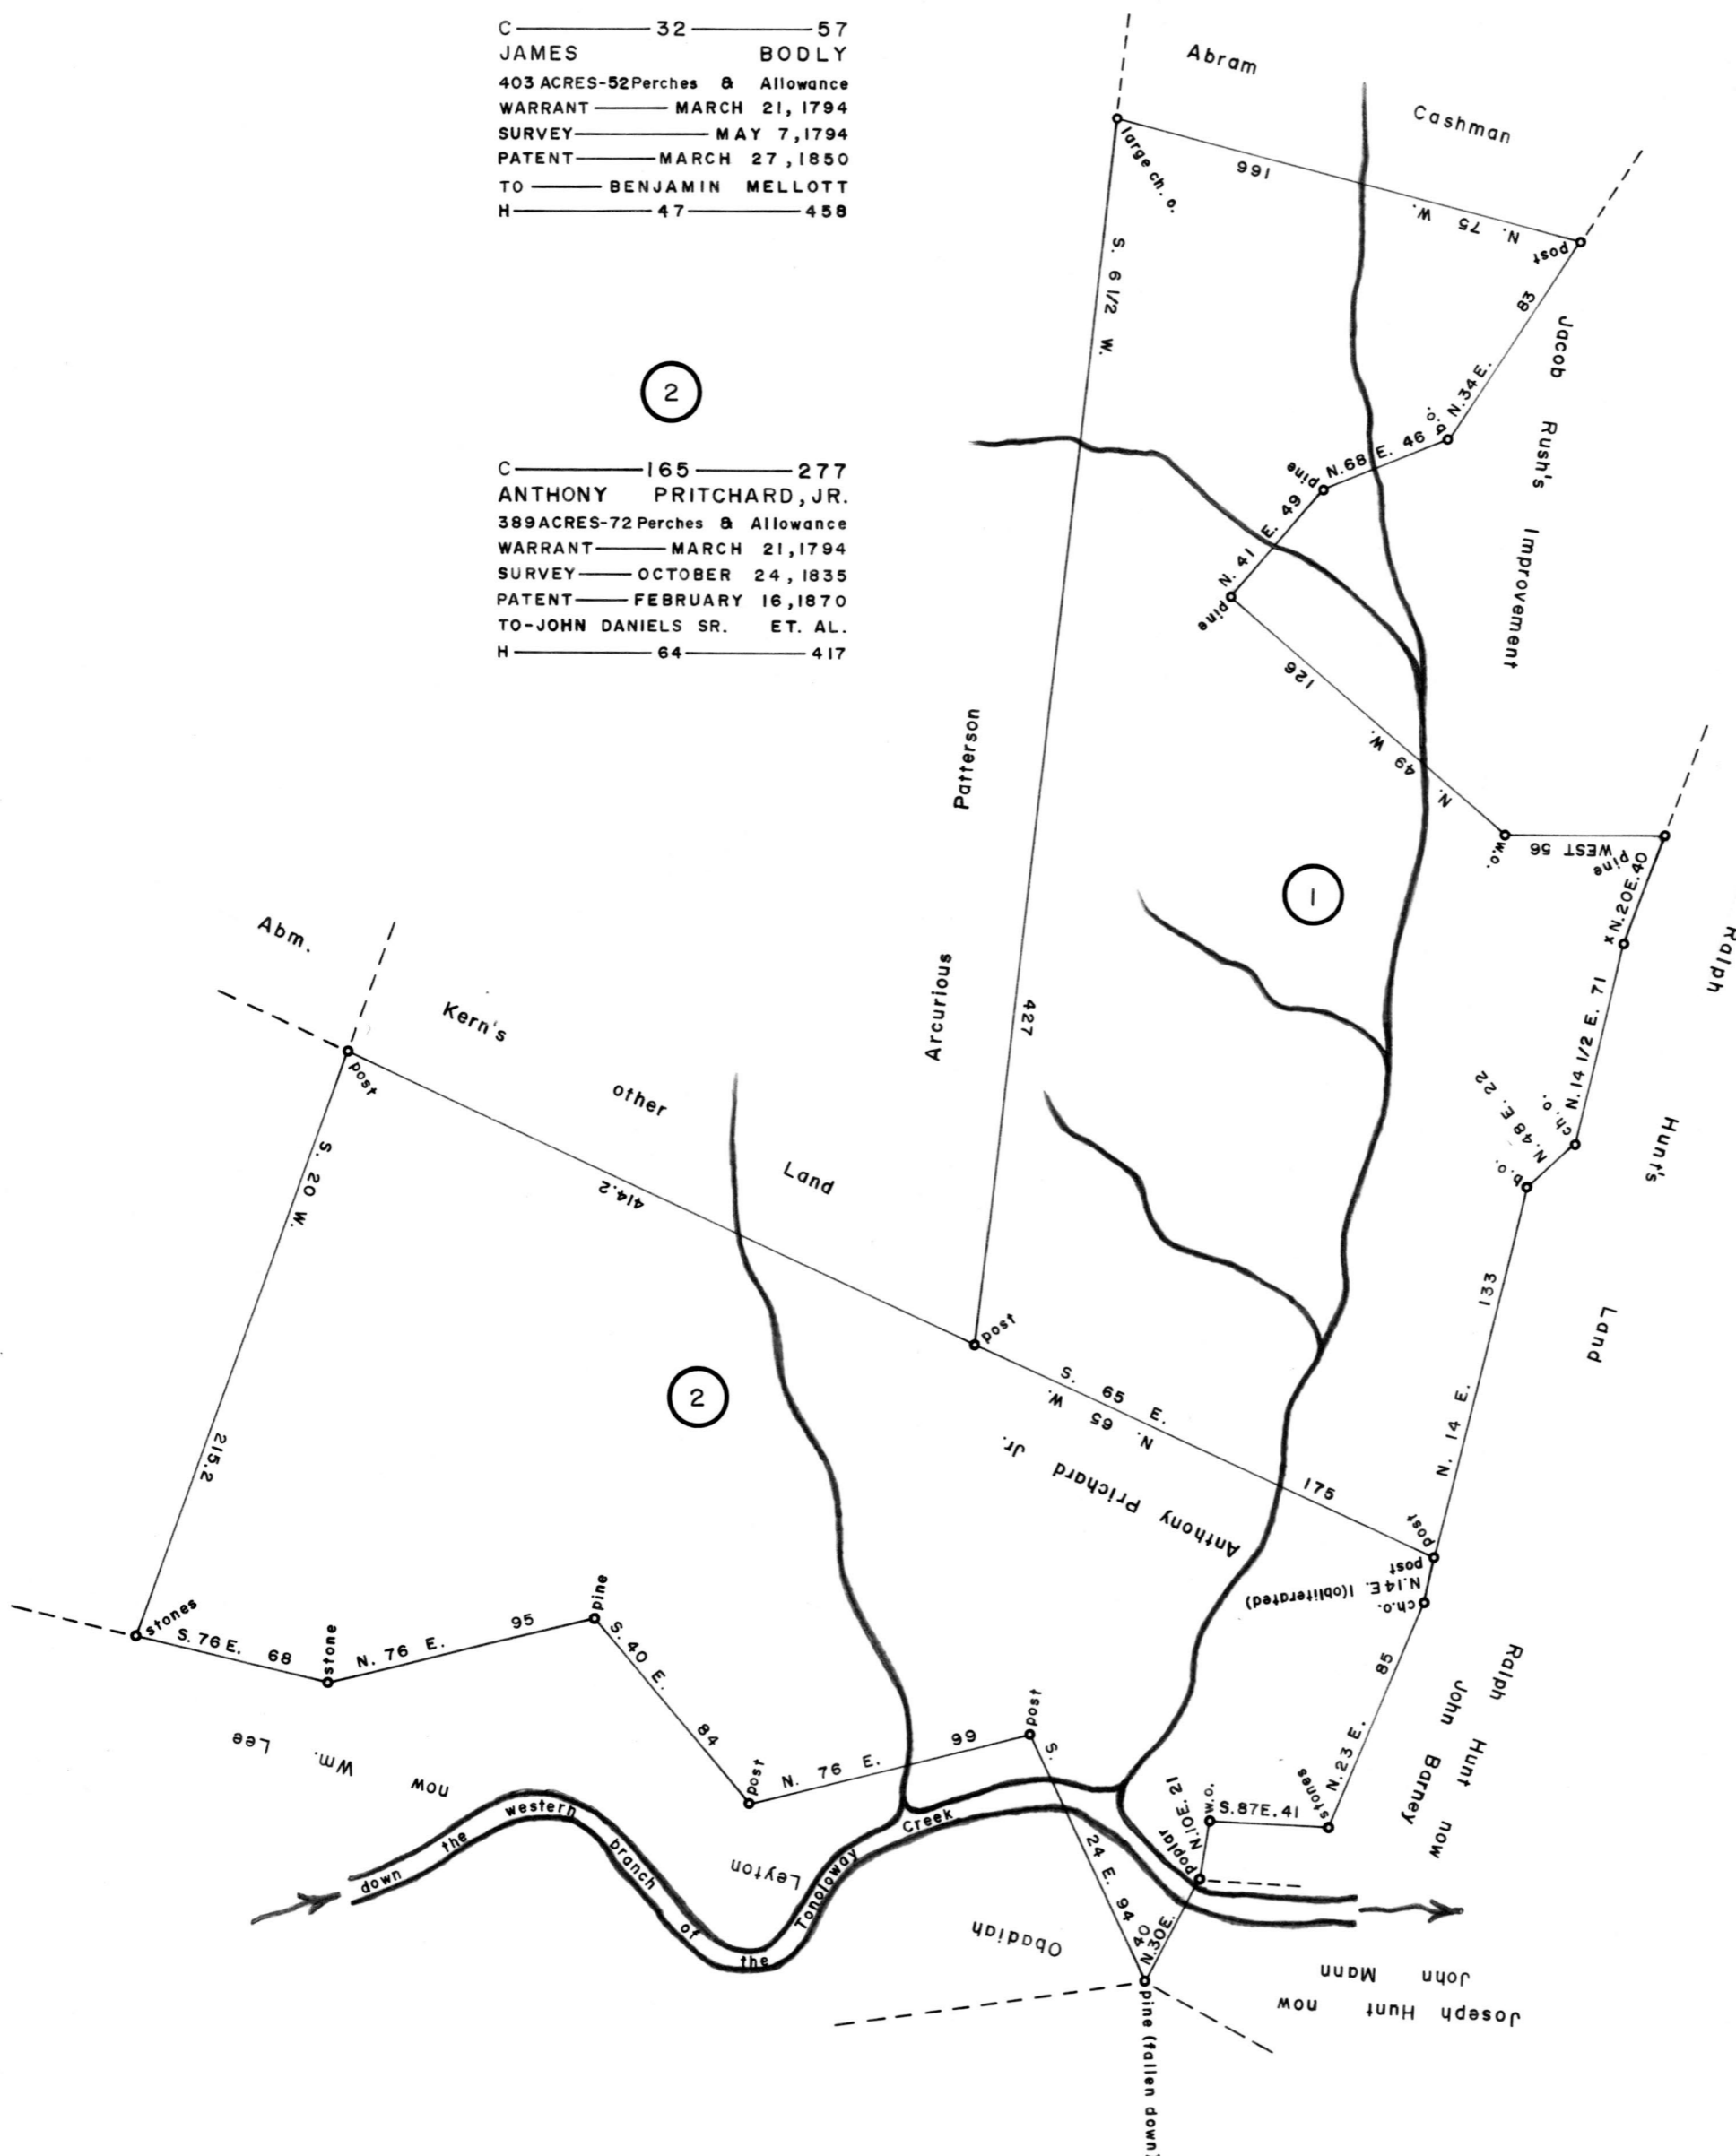 C 32 57
JAMES BODLY
403 ACRES-52 Perches & Allowance
WARRANT MARCH 21, 1794
SURVEY MAY 7, 1794
PATENT MARCH 27, 1850
TO BENJAMIN MELLOTT
H 47 458
2
C 165 277
ANTHONY PRITCHARD, JR.
389 ACRES-72 Perches & Allowance
WARRANT MARCH 21, 1794
SURVEY OCTOBER 24, 1835
PATENT FEBRUARY 16, 1870
TO-JOHN DANIELS SR. ET. AL.
H 64 417
Abram Cashman
large ch. o.
N. 75 W. 166
post
N. 34 E. 83
Jacob Rush's Improvement
b. o.
N. 68 E. 46
pine
N. 41 E. 49
pine
N. 49 W. 126
w.o.
WEST 56
pine
x N. 20 E. 40
N. 14 1/2 E. 71
ch. o.
N. 48 E. 22
b.o.
N. 14 E. 133
post
Ralph Hunt's Land
S. 6 1/2 W. 427
Arcurious Patterson
1
Abm. Kern's other Land
post
414.2
post
S. 65 E. 175
N. 65 W.
Anthony Prichard Jr.
post
N. 14 E. 1(obliterated)
ch.o.
N. 23 E. 85
stones
S. 87 E. 41
w.o.
N. 10 E. 21
poplar
N. 30 E. 40
pine (fallen down)
S. 24 E. 94
post
N. 76 E. 99
post
S. 40 E. 84
pine
N. 76 E. 95
stone
S. 76 E. 68
stones
S. 20 W. 215.2
2
Ralph Hunt now
John Barney
now Wm. Lee
Obadiah Leyton
Joseph Hunt now
John Mann
down the western branch of the Tonoloway Creek